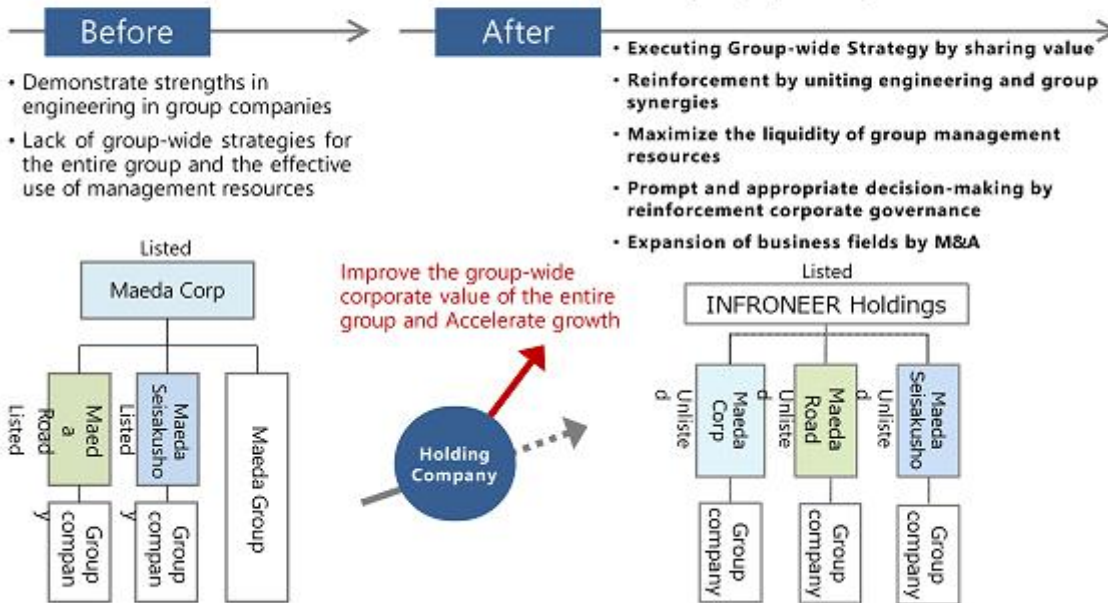 Before
After
• Demonstrate strengths in
engineering in group companies
• Lack of group-wide strategies for
the entire group and the effective
use of management resources
• Executing Group-wide Strategy by sharing value
• Reinforcement by uniting engineering and group
synergies
• Maximize the liquidity of group management
resources
• Prompt and appropriate decision-making by
reinforcement corporate governance
• Expansion of business fields by M&A
Listed
Maeda Corp
Maed
a
Road
Listed
Maeda
Seisakusho
Listed
Maeda Group
Group
compan
y
Group
compan
y
Improve the group-wide
corporate value of the entire
group and Accelerate growth
Holding
Company
Listed
INFRONEER Holdings
Maeda
Corp
Unliste
d
Maeda
Road
Unliste
d
Maeda
Seisakusho
Unliste
d
Group
company
Group
company
Group
company